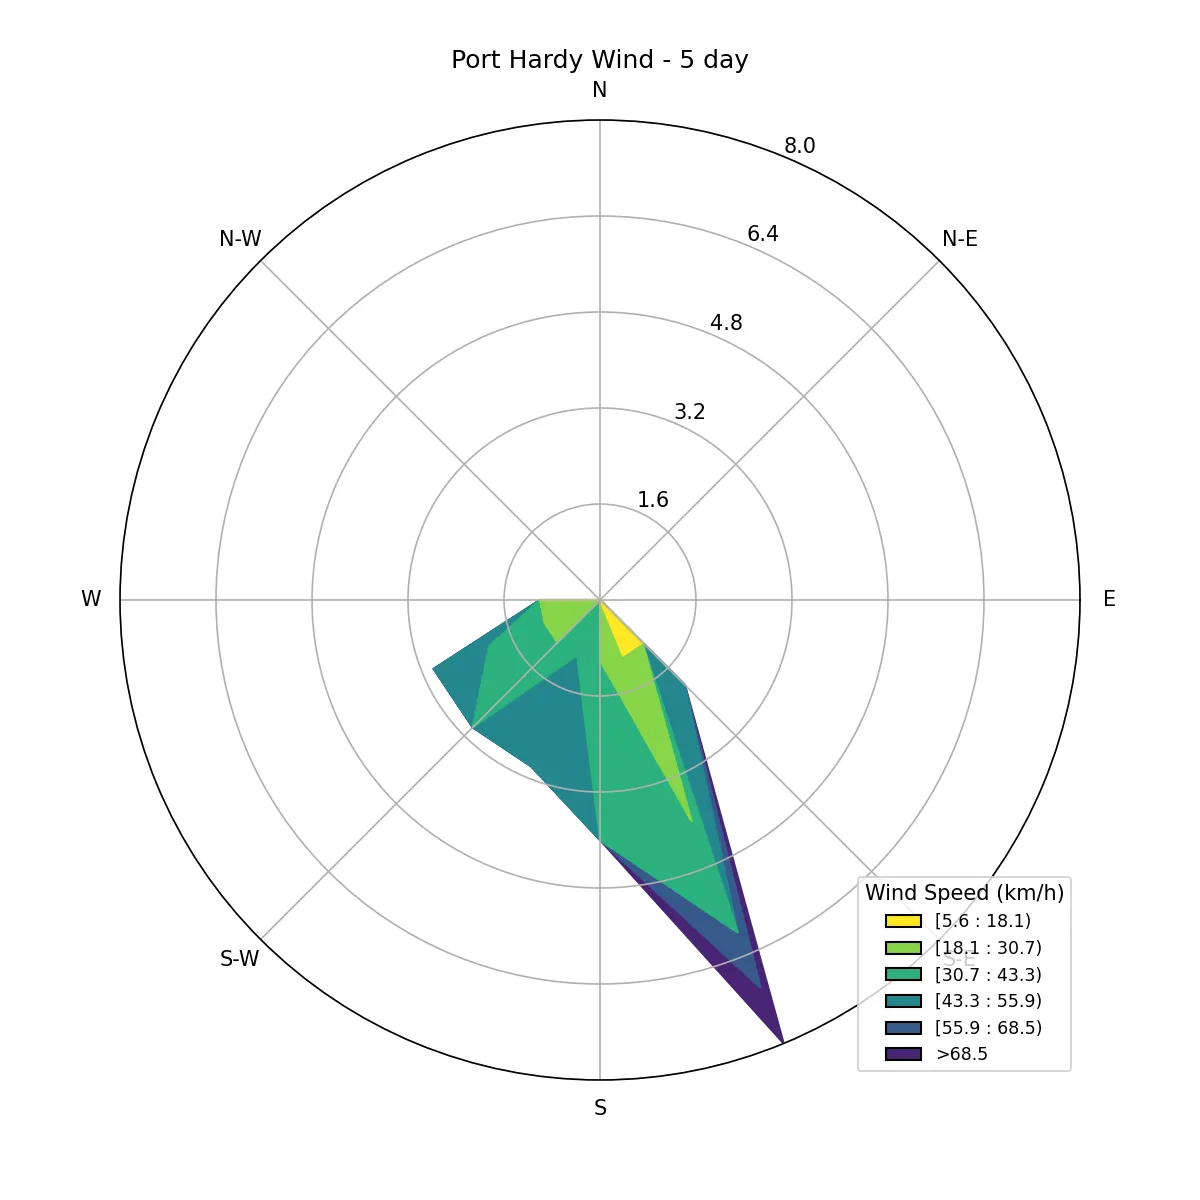 Port Hardy Wind - 5 day
N
8.0
6.4
N-W
N-E
4.8
3.2
1.6
W
E
Wind Speed (km/h)
[5.6 : 18.1)
[18.1 : 30.7)
S-W
S-E
[30.7 : 43.3)
[43.3 : 55.9)
[55.9 : 68.5)
>68.5
S